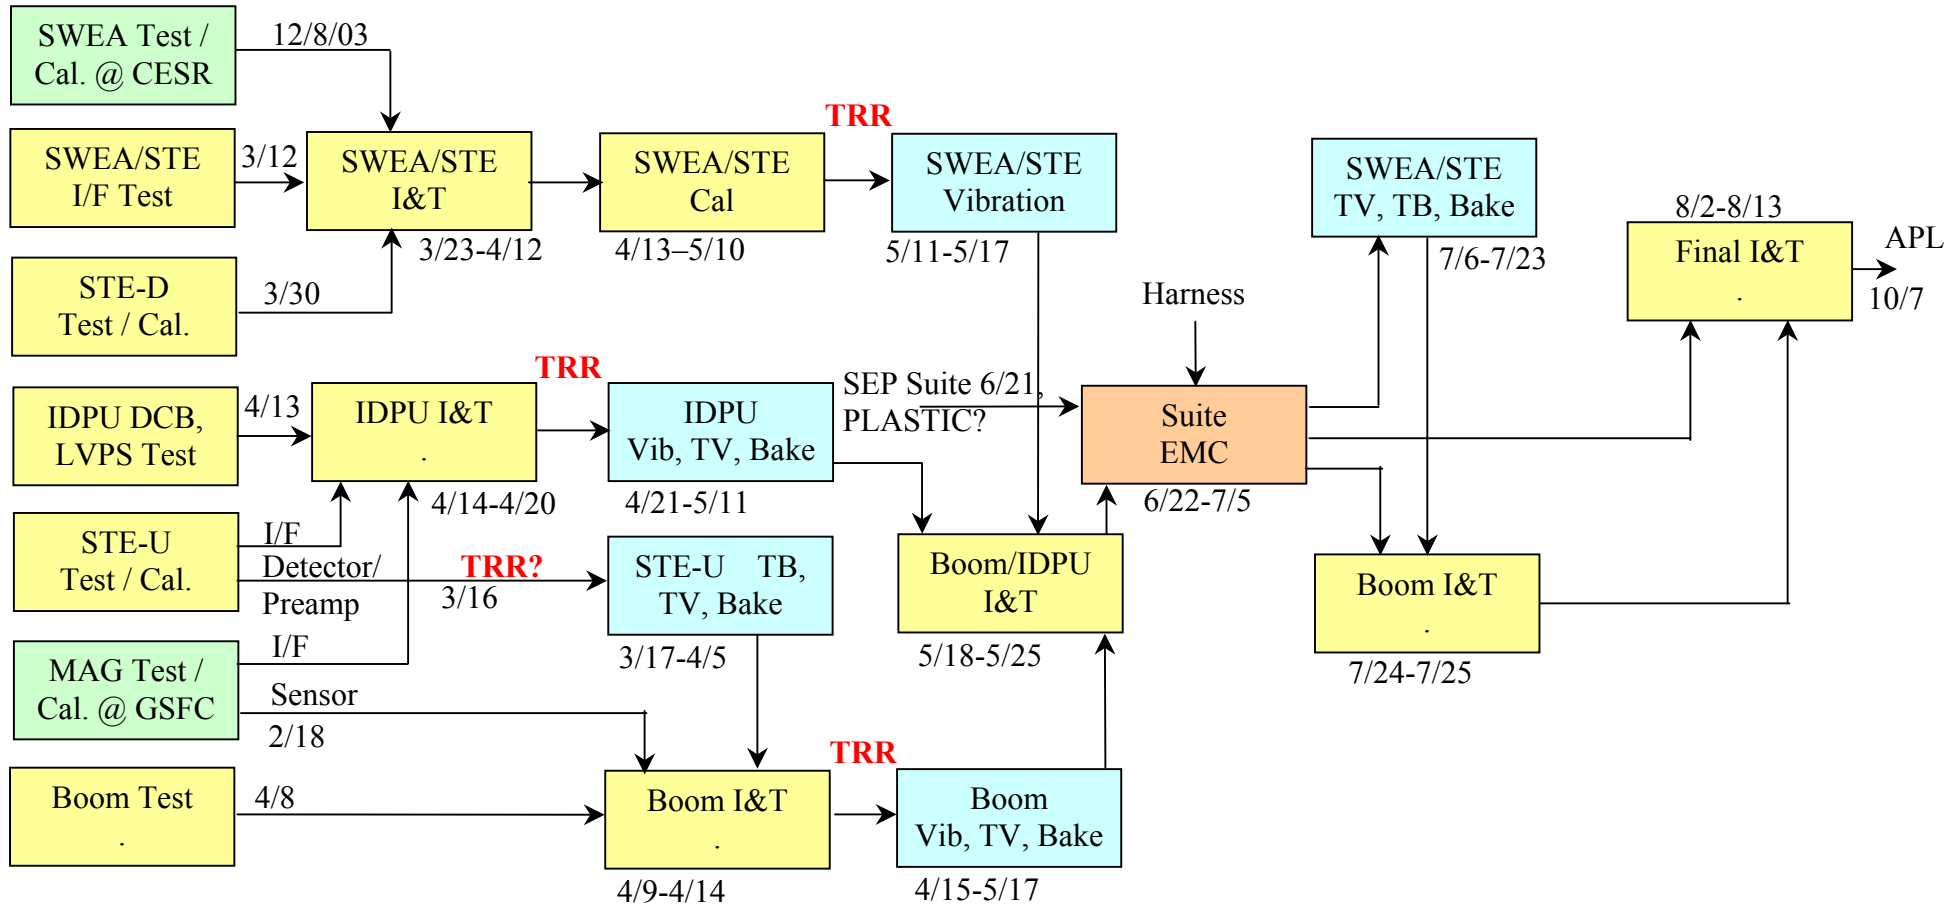 SWEA Test /
Cal. @ CESR
12/8/03
SWEA/STE
I/F Test
3/12
SWEA/STE
I&T
3/23-4/12
SWEA/STE
Cal
4/13–5/10
TRR
SWEA/STE
Vibration
5/11-5/17
STE-D
Test / Cal.
3/30
SWEA/STE
TV, TB, Bake
7/6-7/23
8/2-8/13
Final I&T
.
APL
10/7
Harness
IDPU DCB,
LVPS Test
4/13
IDPU I&T
.
4/14-4/20
TRR
IDPU
Vib, TV, Bake
4/21-5/11
SEP Suite 6/21,
PLASTIC?
Suite
EMC
6/22-7/5
STE-U
Test / Cal.
I/F
Detector/
Preamp
TRR?
3/16
STE-U TB,
TV, Bake
3/17-4/5
Boom/IDPU
I&T
5/18-5/25
Boom I&T
.
7/24-7/25
MAG Test /
Cal. @ GSFC
I/F
Sensor
2/18
Boom Test
.
4/8
Boom I&T
.
4/9-4/14
TRR
Boom
Vib, TV, Bake
4/15-5/17